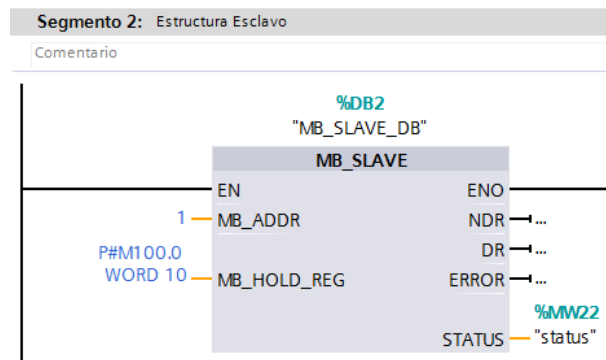 Segmento 2: Estructura Esclavo
Comentario
%DB2
"MB_SLAVE_DB"
MB_SLAVE
EN ENO
1 MB_ADDR NDR ...
P#M100.0 DR ...
WORD 10 MB_HOLD_REG ERROR ...
%MW22
STATUS "status"